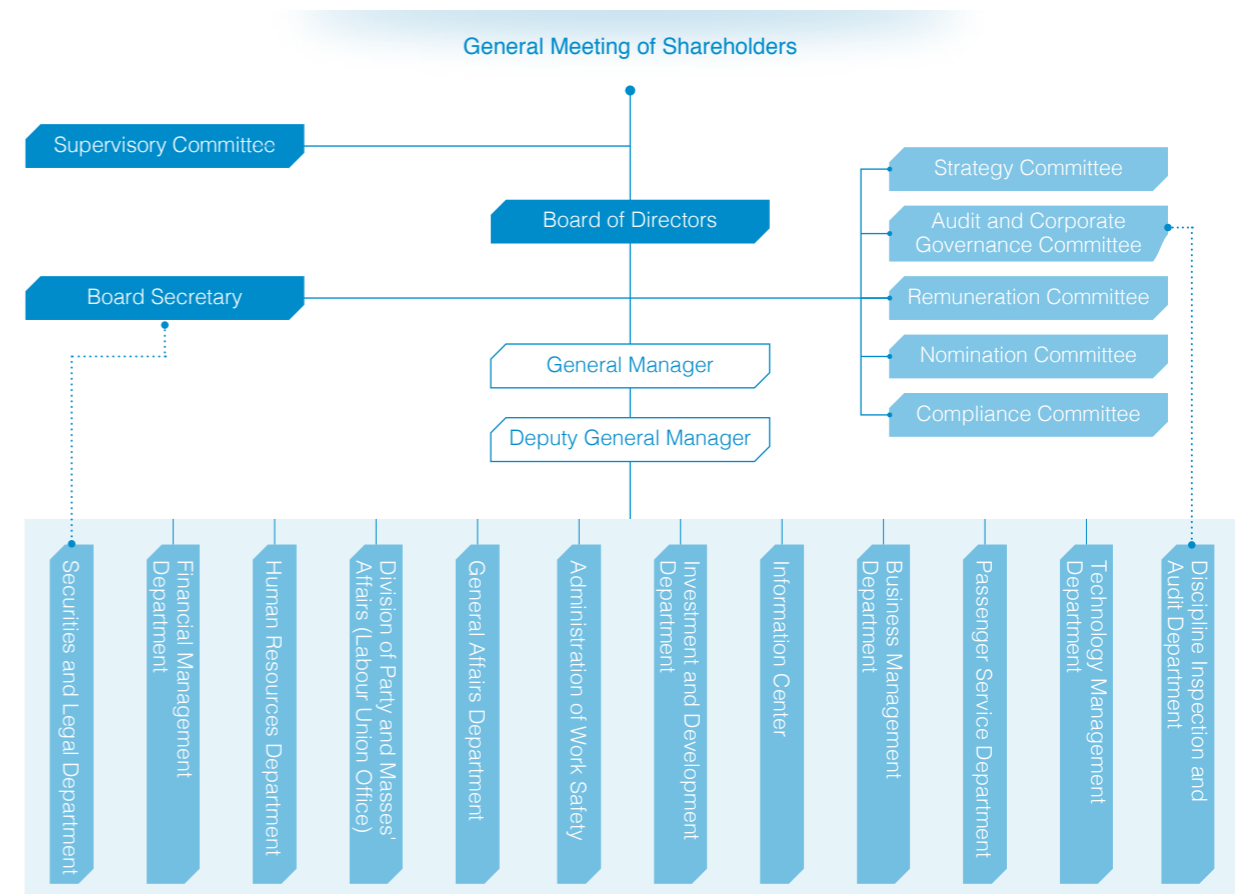 General Meeting of Shareholders
Supervisory Committee
Strategy Committee
Board of Directors
Audit and Corporate
Governance Committee
Board Secretary
Remuneration Committee
General Manager
Nomination Committee
Deputy General Manager
Compliance Committee
Securities and Legal Department
Financial Management
Department
Human Resources Department
Division of Party and Masses'
Affairs (Labour Union Office)
General Affairs Department
Administration of Work Safety
Investment and Development
Department
Information Center
Business Management
Department
Passenger Service Department
Technology Management
Department
Discipline Inspection and
Audit Department